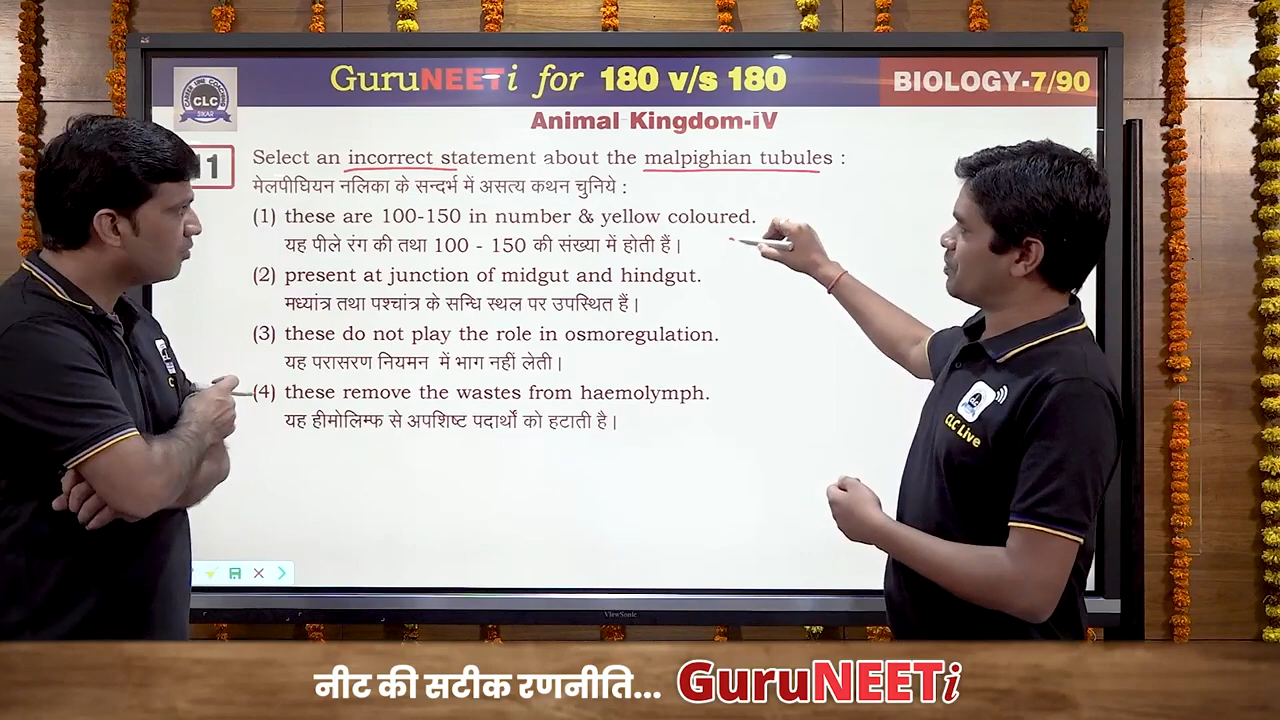 GuruNEETi for 180 v/s 180
BIOLOGY-7/90
CLC
SIKAR
Animal Kingdom-iV
11
Select an incorrect statement about the malpighian tubules :
मेलपीघियन नलिका के सन्दर्भ में असत्य कथन चुनिये :
(1) these are 100-150 in number & yellow coloured.
यह पीले रंग की तथा 100 - 150 की संख्या में होती हैं।
(2) present at junction of midgut and hindgut.
मध्यांत्र तथा पश्चांत्र के सन्धि स्थल पर उपस्थित हैं।
(3) these do not play the role in osmoregulation.
यह परासरण नियमन में भाग नहीं लेती।
(4) these remove the wastes from haemolymph.
यह हीमोलिम्फ से अपशिष्ट पदार्थों को हटाती है।
CLC Live
ViewSonic
नीट की सटीक रणनीति... GuruNEETi